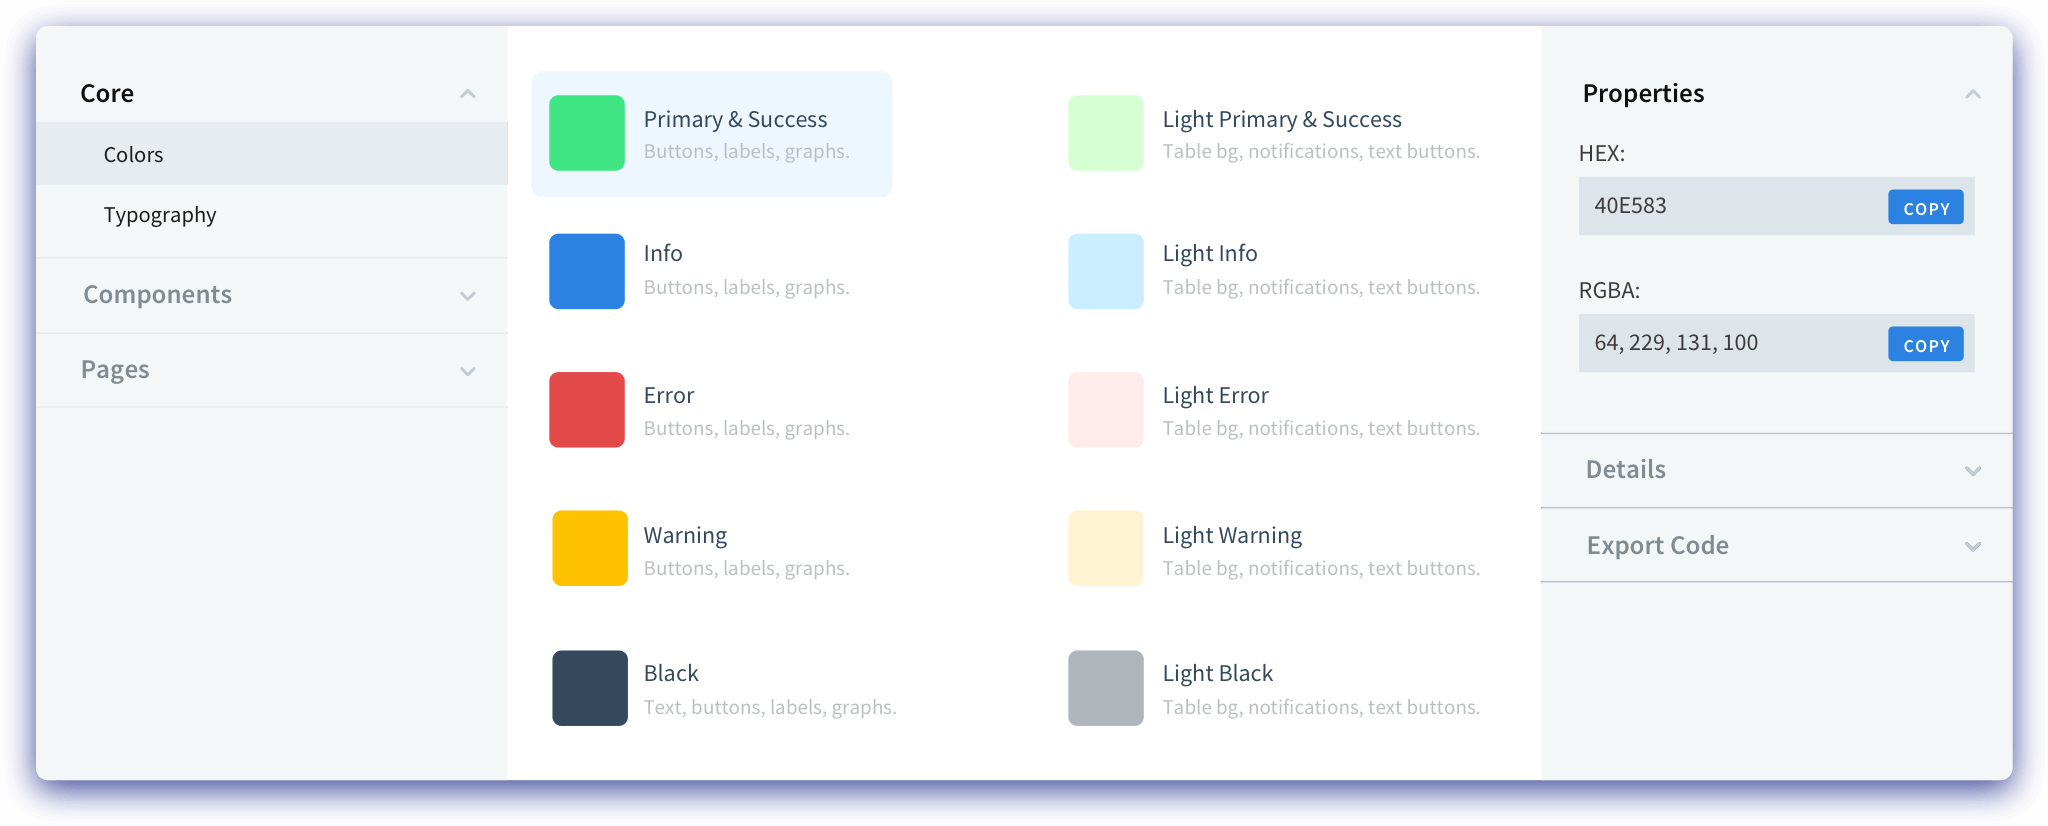 Core
Colors
Typography
Components
Pages
Primary & Success
Buttons, labels, graphs.
Light Primary & Success
Table bg, notifications, text buttons.
Info
Buttons, labels, graphs.
Light Info
Table bg, notifications, text buttons.
Error
Buttons, labels, graphs.
Light Error
Table bg, notifications, text buttons.
Warning
Buttons, labels, graphs.
Light Warning
Table bg, notifications, text buttons.
Black
Text, buttons, labels, graphs.
Light Black
Table bg, notifications, text buttons.
Properties
HEX:
40E583 COPY
RGBA:
64, 229, 131, 100 COPY
Details
Export Code